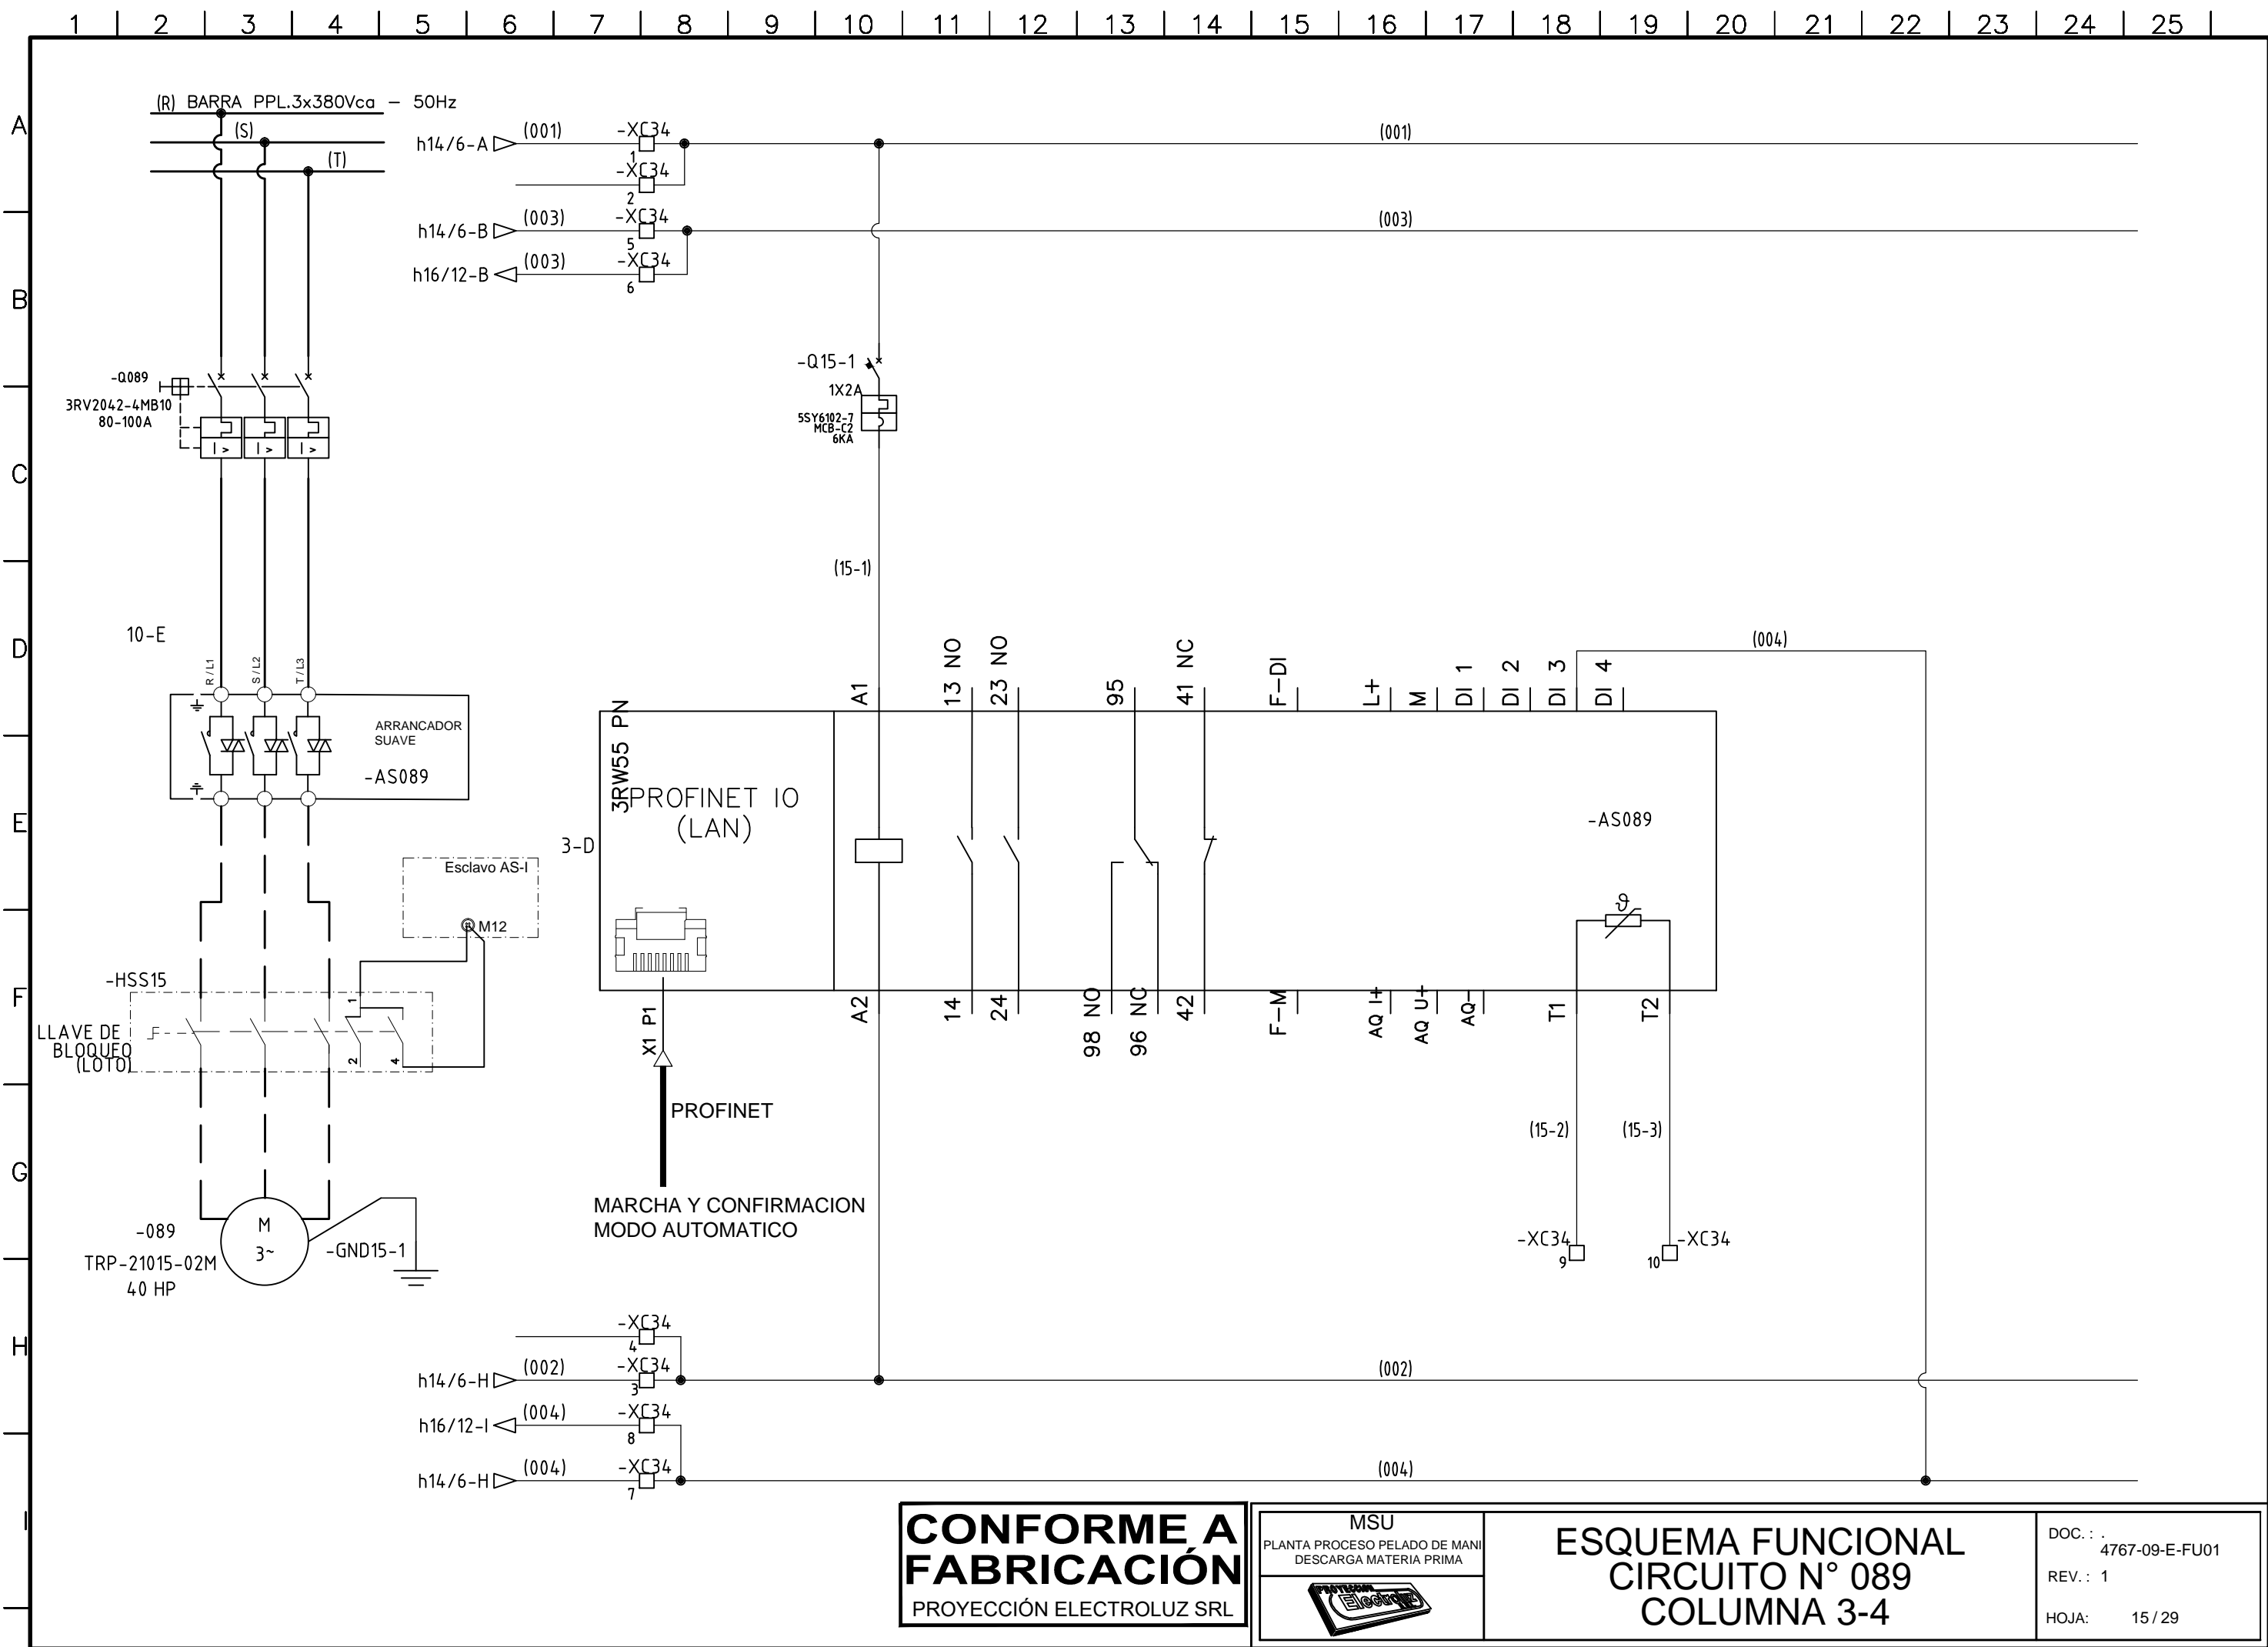 1 2 3 4 5 6 7 8 9 10 11 12 13 14 15 16 17 18 19 20 21 22 23 24 25
A
B
C
D
E
F
G
H
I
(R) BARRA PPL.3x380Vca - 50Hz
(S)
(T)
h14/6-A (001) -XC34 1 (001)
-XC34 2
h14/6-B (003) -XC34 5 (003)
h16/12-B (003) -XC34 6
-Q089
3RV2042-4MB10
80-100A
I > I > I >
-Q15-1
1X2A
5SY6102-7
MCB-C2
6KA
(15-1)
10-E
R/L1 S/L2 T/L3
ARRANCADOR
SUAVE
-AS089
(004)
A1 13 NO 23 NO 95 41 NC F-DI L+ M DI 1 DI 2 DI 3 DI 4
3RW55 PN
PROFINET IO
(LAN)
3-D
-AS089
ϑ
A2 14 24 98 NO 96 NC 42 F-M AQ I+ AQ U+ AQ- T1 T2
Esclavo AS-I
M12
-HSS15
LLAVE DE
BLOQUEO
(LOTO)
1
2 4
X1 P1
PROFINET
MARCHA Y CONFIRMACION
MODO AUTOMATICO
(15-2) (15-3)
-XC34 9 10 -XC34
-089
TRP-21015-02M
40 HP
M
3~
-GND15-1
-XC34 4
h14/6-H (002) -XC34 3 (002)
h16/12-I (004) -XC34 8
h14/6-H (004) -XC34 7 (004)
CONFORME A
FABRICACIÓN
PROYECCIÓN ELECTROLUZ SRL
MSU
PLANTA PROCESO PELADO DE MANI
DESCARGA MATERIA PRIMA
PROYECCION
Electroluz
ESQUEMA FUNCIONAL
CIRCUITO N° 089
COLUMNA 3-4
DOC. : .
4767-09-E-FU01
REV. : 1
HOJA: 15 / 29